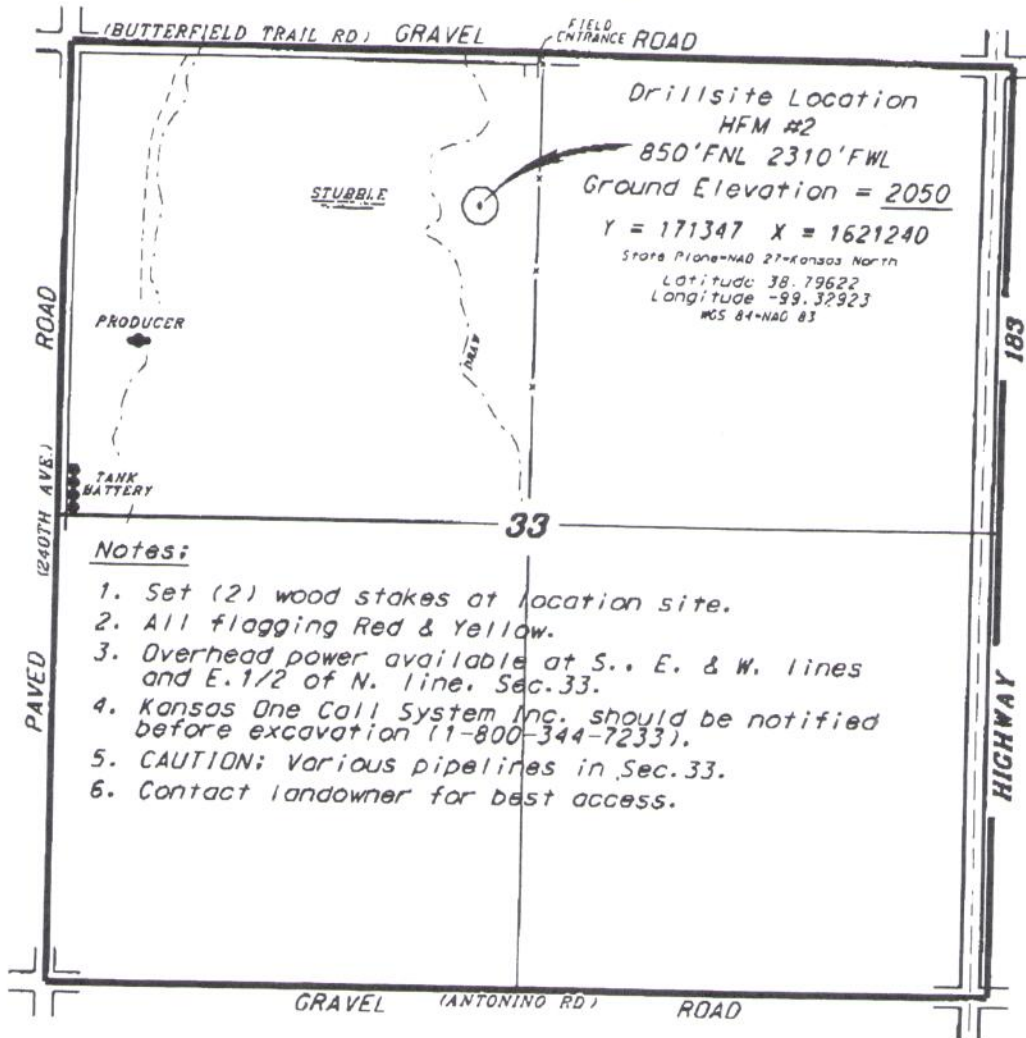 (BUTTERFIELD TRAIL RD) GRAVEL ROAD
FIELD
ENTRANCE
Drillsite Location
HFM #2
850'FNL 2310'FWL
Ground Elevation = 2050
Y = 171347 X = 1621240
State Plane-NAD 27-Kansas North
Latitude 38.79622
Longitude -99.32923
WGS 84-NAD 83
STUBBLE
PRODUCER
DRAW
TANK
BATTERY
PAVED (240TH AVE.) ROAD
HIGHWAY 183
33
Notes:
1. Set (2) wood stakes at location site.
2. All flagging Red & Yellow.
3. Overhead power available at S., E. & W. lines
and E.1/2 of N. line, Sec.33.
4. Kansas One Call System Inc. should be notified
before excavation (1-800-344-7233).
5. CAUTION: Various pipelines in Sec.33.
6. Contact landowner for best access.
GRAVEL (ANTONINO RD) ROAD